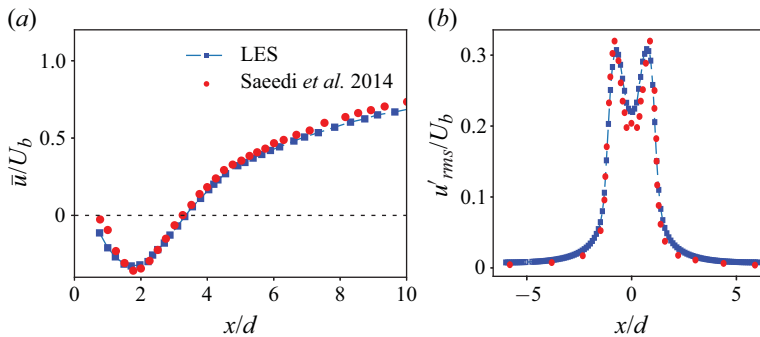 (a)
1.0
0.5
0
ū/U_b
0
2
4
6
8
10
x/d
LES
Saeedi et al. 2014
(b)
0.3
0.2
0.1
0
u′rms/U_b
−5
0
5
x/d